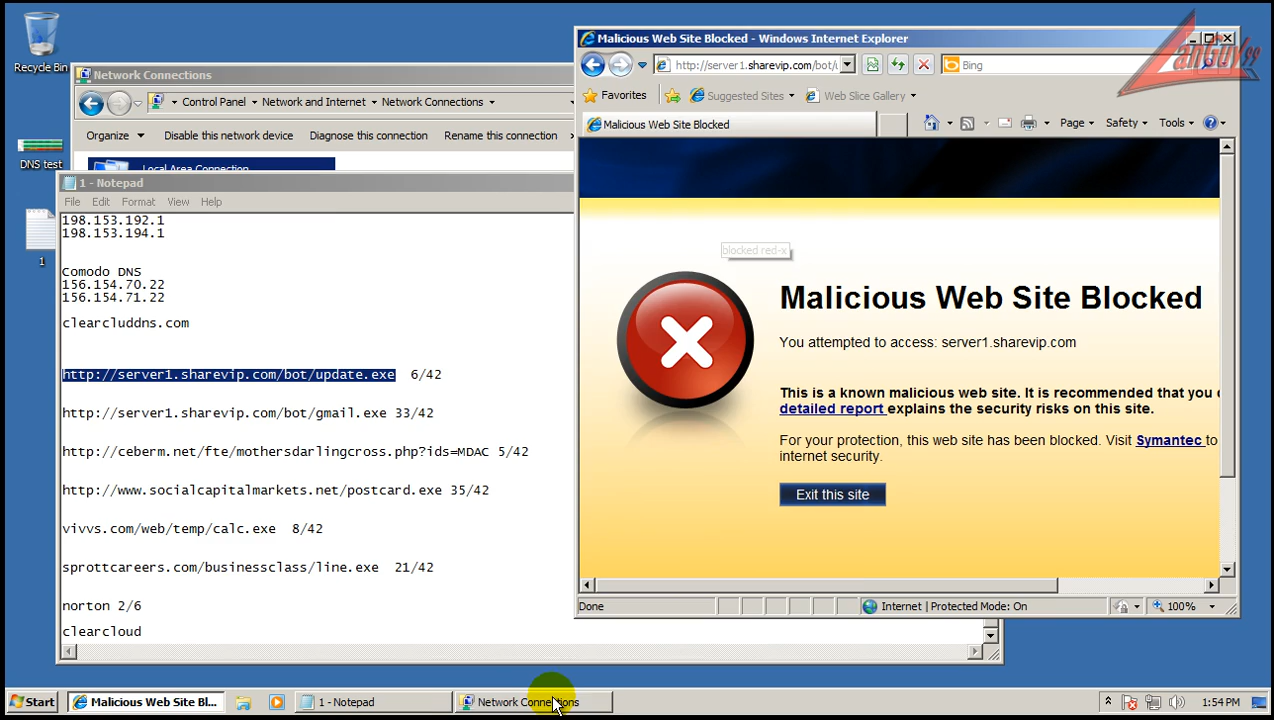 Recycle Bin
DNS test
1
Network Connections
Control Panel
Network and Internet
Network Connections
Organize
Disable this network device
Diagnose this connection
Rename this connection
Local Area Connection
1 - Notepad
File Edit Format View Help
198.153.192.1
198.153.194.1
Comodo DNS
156.154.70.22
156.154.71.22
clearcluddns.com
http://server1.sharevip.com/bot/update.exe 6/42
http://server1.sharevip.com/bot/gmail.exe 33/42
http://ceberm.net/fte/mothersdarlingcross.php?ids=MDAC 5/42
http://www.socialcapitalmarkets.net/postcard.exe 35/42
vivvs.com/web/temp/calc.exe 8/42
sprottcareers.com/businessclass/line.exe 21/42
norton 2/6
clearcloud
Malicious Web Site Blocked - Windows Internet Explorer
http://server1.sharevip.com/bot/
Bing
Favorites
Suggested Sites
Web Slice Gallery
Malicious Web Site Blocked
Page Safety Tools
blocked red-x
Malicious Web Site Blocked
You attempted to access: server1.sharevip.com
This is a known malicious web site. It is recommended that you
detailed report explains the security risks on this site.
For your protection, this web site has been blocked. Visit Symantec to
internet security.
Exit this site
Done
Internet | Protected Mode: On
100%
Start
Malicious Web Site Bl...
1 - Notepad
Network Connections
1:54 PM